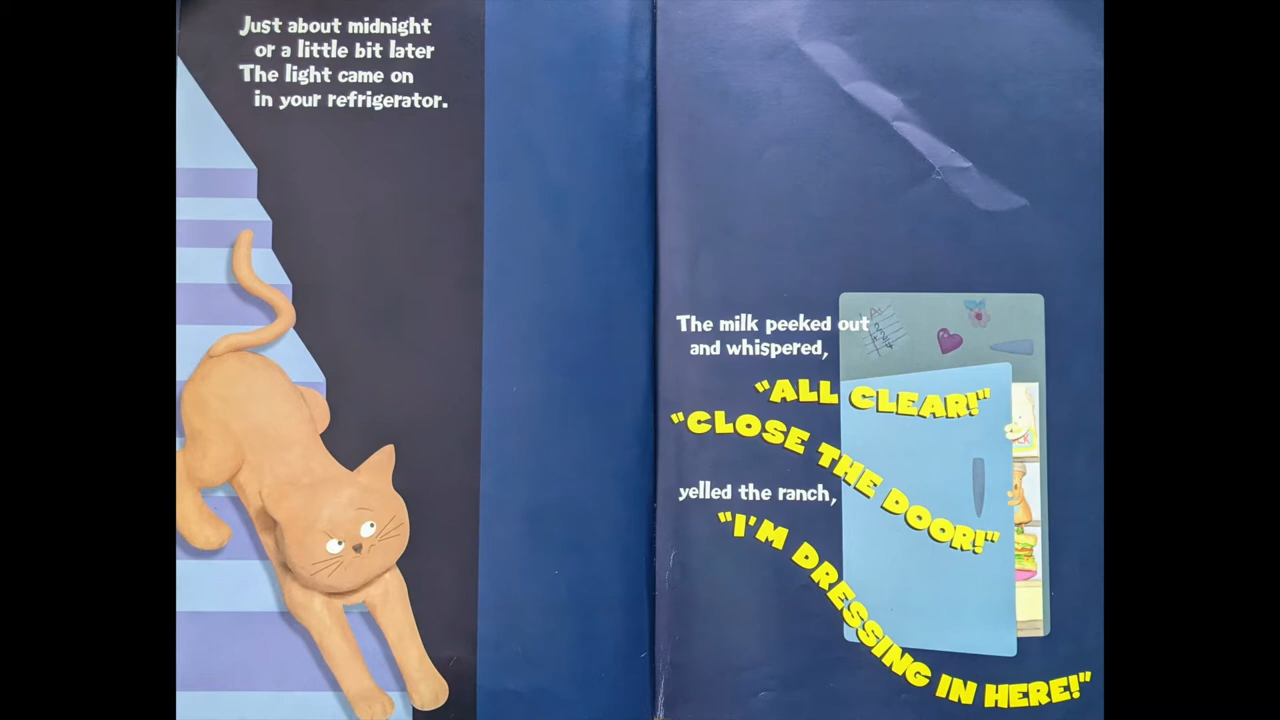 Just about midnight
or a little bit later
The light came on
in your refrigerator.
The milk peeked out
and whispered,
"ALL CLEAR!"
"CLOSE THE DOOR!"
yelled the ranch,
"I'M DRESSING IN HERE!"